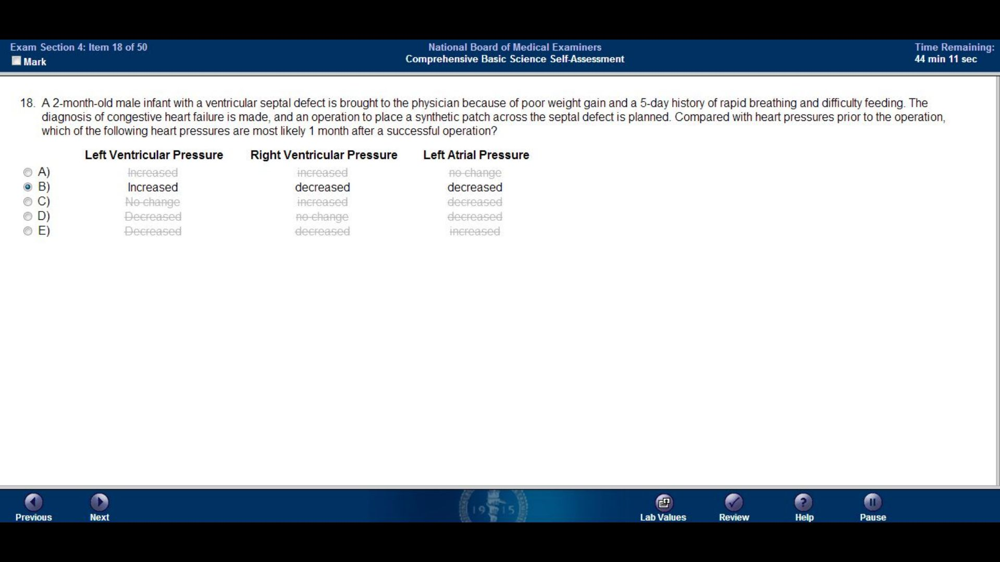 Exam Section 4: Item 18 of 50
National Board of Medical Examiners
Time Remaining:
Mark
Comprehensive Basic Science Self-Assessment
44 min 11 sec
18. A 2-month-old male infant with a ventricular septal defect is brought to the physician because of poor weight gain and a 5-day history of rapid breathing and difficulty feeding. The
diagnosis of congestive heart failure is made, and an operation to place a synthetic patch across the septal defect is planned. Compared with heart pressures prior to the operation,
which of the following heart pressures are most likely 1 month after a successful operation?
Left Ventricular Pressure Right Ventricular Pressure Left Atrial Pressure
A) Increased increased no change
B) Increased decreased decreased
C) No change increased decreased
D) Decreased no change decreased
E) Decreased decreased increased
1915
Previous Next Lab Values Review Help Pause